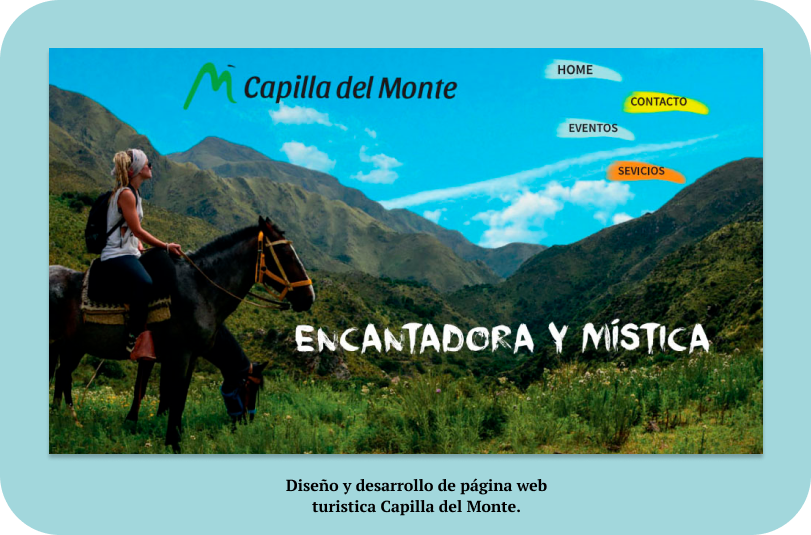 Capilla del Monte
HOME
CONTACTO
EVENTOS
SEVICIOS
ENCANTADORA Y MÍSTICA
Diseño y desarrollo de página web
turistica Capilla del Monte.